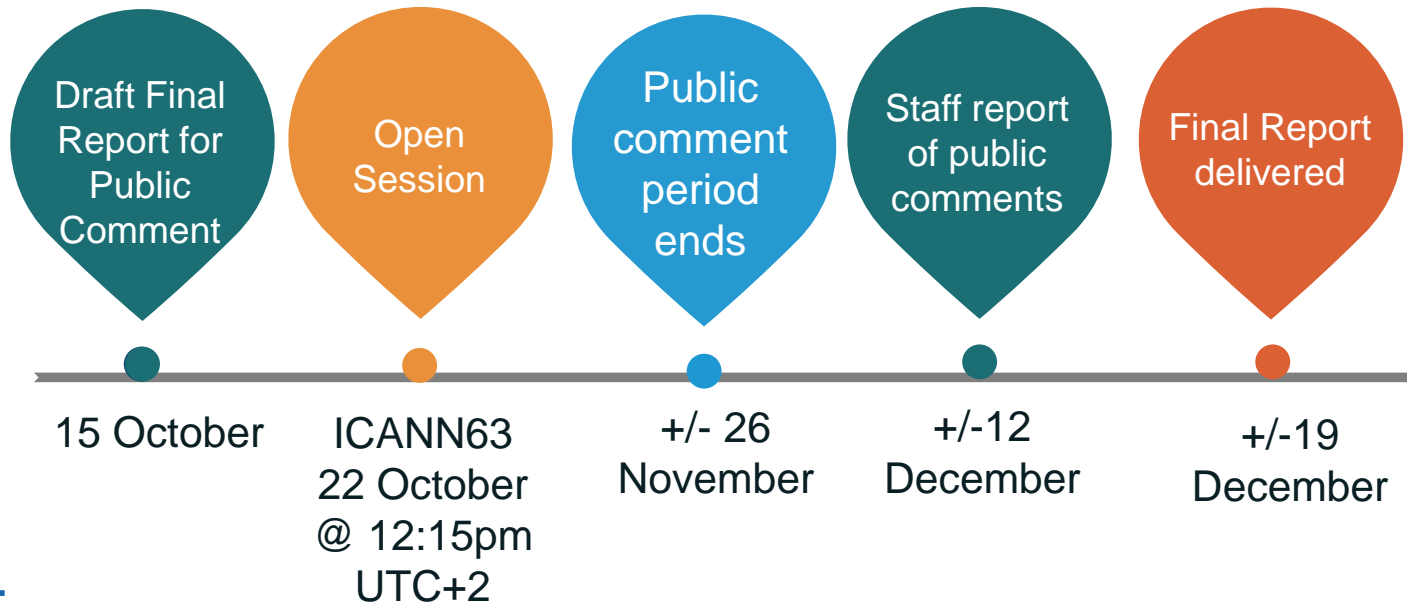 Draft Final
Report for
Public
Comment
Open
Session
Public
comment
period
ends
Staff report
of public
comments
Final Report
delivered
15 October
ICANN63
22 October
@ 12:15pm
UTC+2
+/- 26
November
+/-12
December
+/-19
December